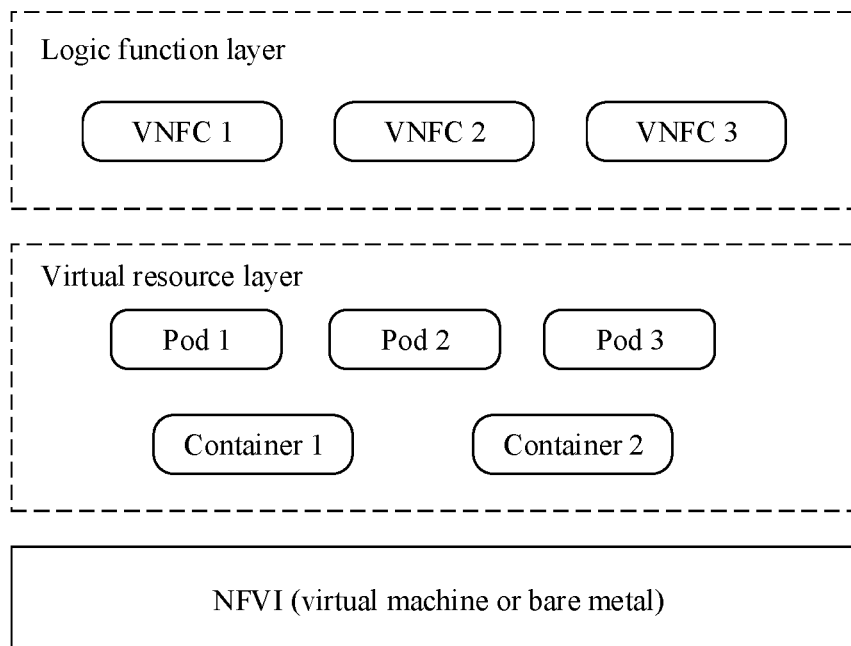 Logic function layer
VNFC 1 VNFC 2 VNFC 3
Virtual resource layer
Pod 1 Pod 2 Pod 3
Container 1 Container 2
NFVI (virtual machine or bare metal)